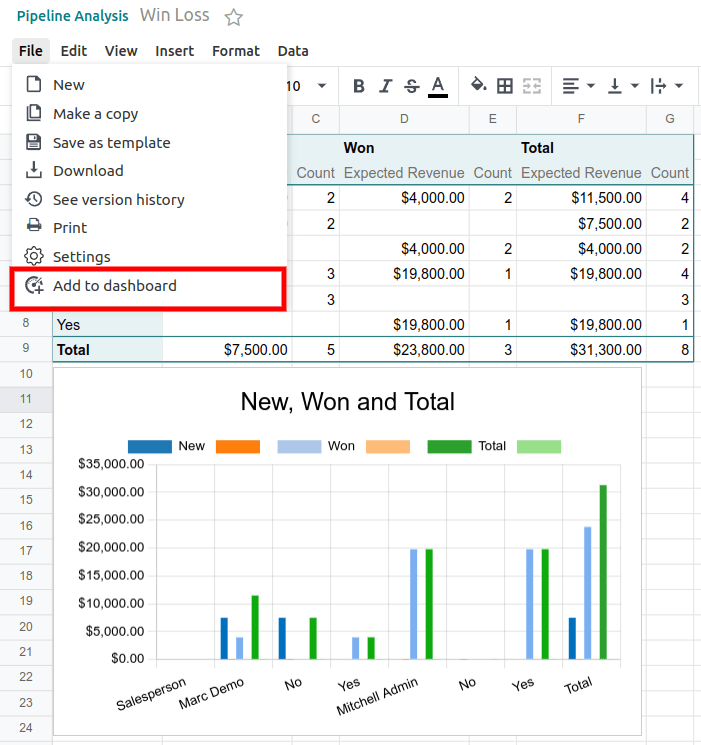 Pipeline Analysis Win Loss
File Edit View Insert Format Data
New
Make a copy
Save as template
Download
See version history
Print
Settings
Add to dashboard
10 B I S A
C D E F G
Won Total
Count Expected Revenue Count Expected Revenue Count
2 $4,000.00 2 $11,500.00 4
2 $7,500.00 2
$4,000.00 2 $4,000.00 2
3 $19,800.00 1 $19,800.00 4
3 3
8 Yes $19,800.00 1 $19,800.00 1
9 Total $7,500.00 5 $23,800.00 3 $31,300.00 8
10
11
12
13
14
15
16
17
18
19
20
21
22
23
24
New, Won and Total
New Won Total
$35,000.00
$30,000.00
$25,000.00
$20,000.00
$15,000.00
$10,000.00
$5,000.00
$0.00
Salesperson Marc Demo No Yes Mitchell Admin No Yes Total